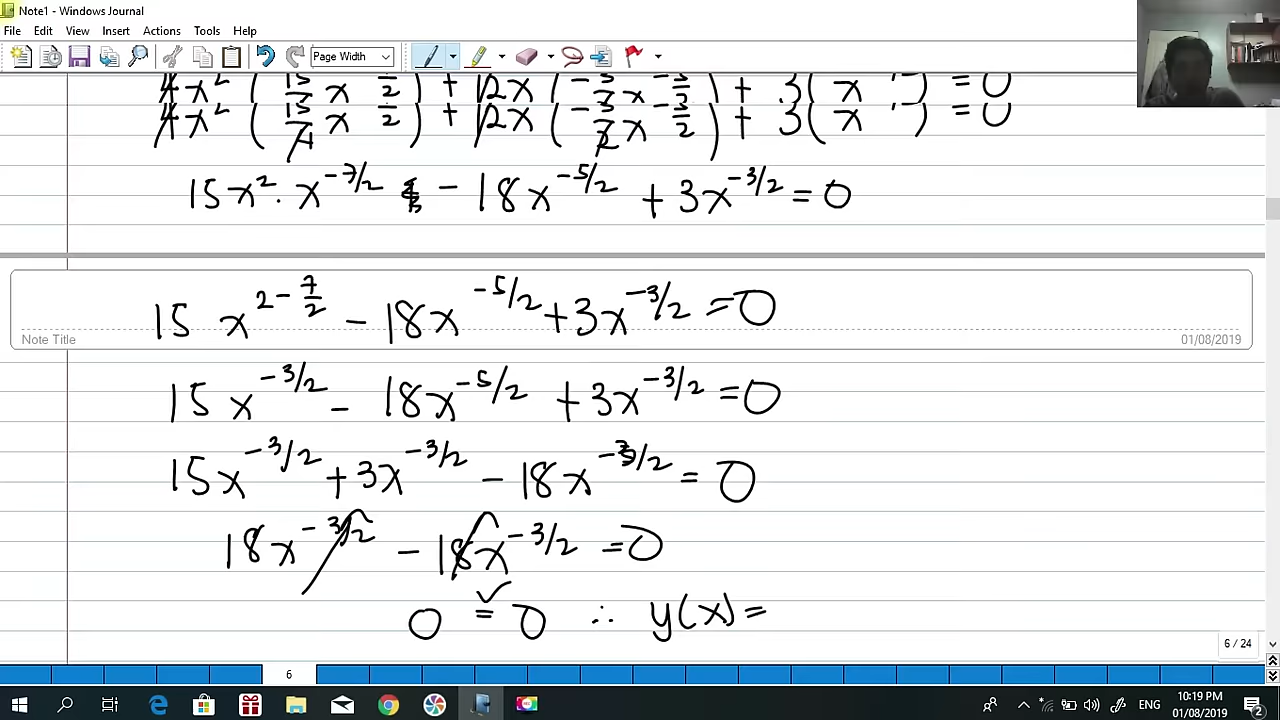 Note1 - Windows Journal
File Edit View Insert Actions Tools Help
Page Width
15x². x^-7/2 - 18x^-5/2 + 3x^-3/2 = 0
15 x^2-7/2 - 18x^-5/2 + 3x^-3/2 = 0
Note Title 01/08/2019
15x^-3/2 - 18x^-5/2 + 3x^-3/2 = 0
15x^-3/2 + 3x^-3/2 - 18x^-3/2 = 0
18x^-3/2 - 18x^-3/2 = 0
0 = 0 ∴ y(x) =
6 / 24
6
ENG
10:19 PM
01/08/2019
2